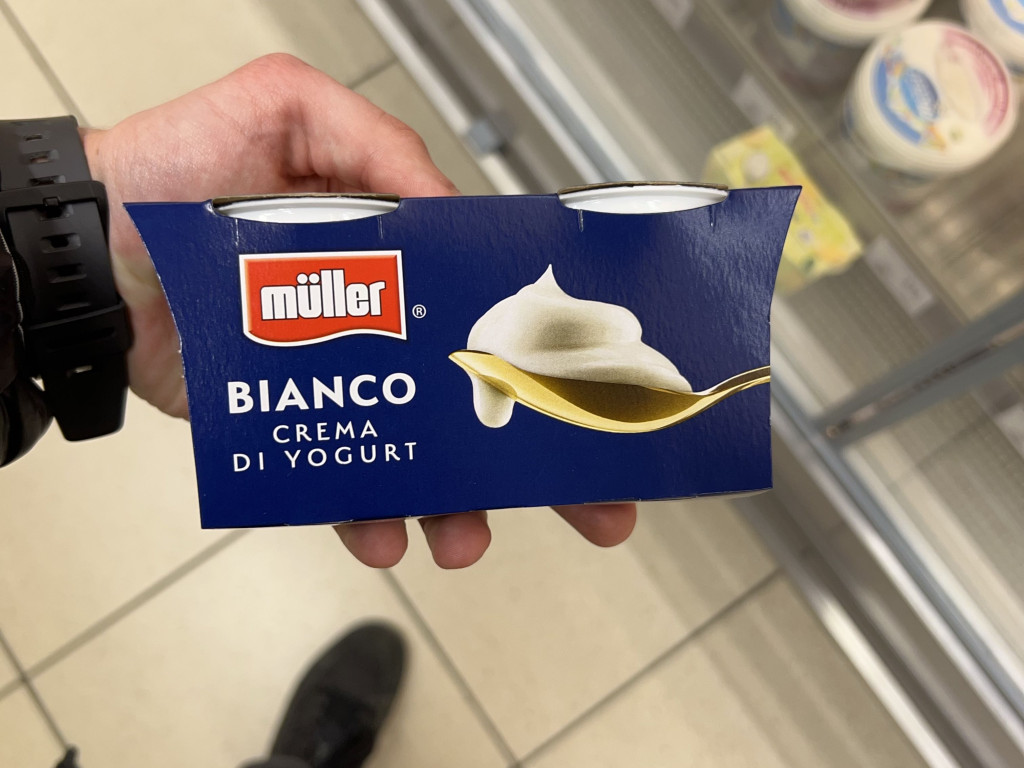 müller®
BIANCO
CREMA
DI YOGURT